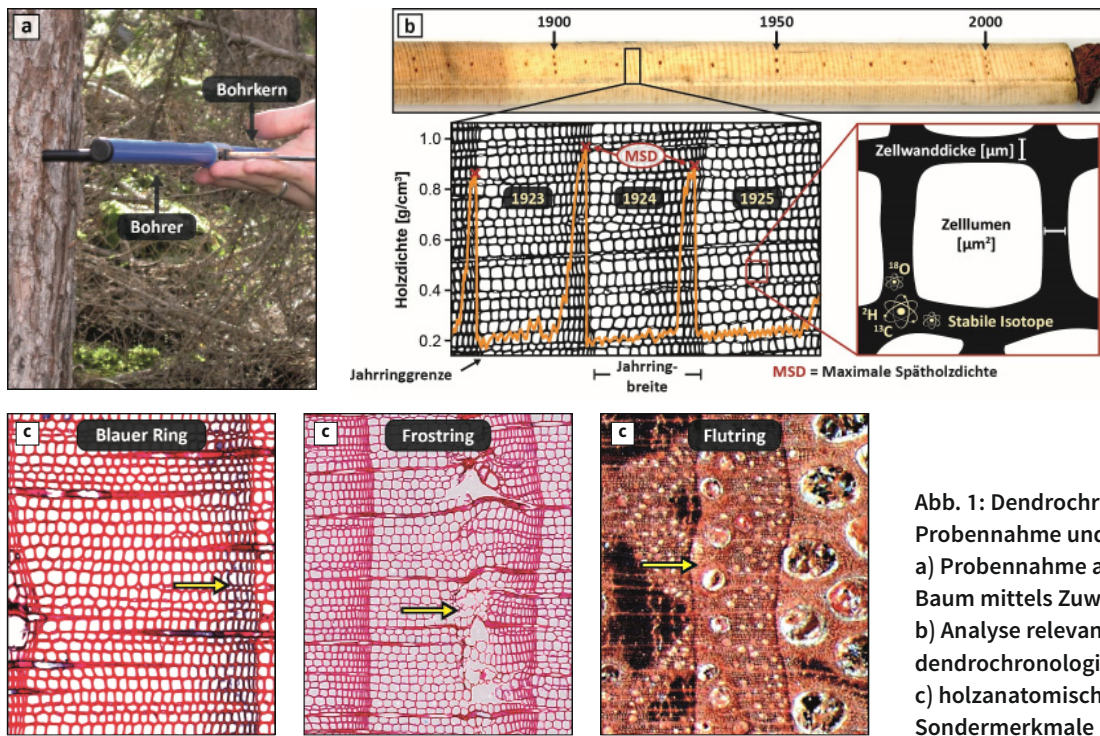 a
Bohrkern
Bohrer
b
1900
1950
2000
1.0
0.8
0.6
0.4
0.2
Holzdichte [g/cm³]
MSD
1923
1924
1925
Jahrringgrenze
Jahrring-
breite
Zellwanddicke [µm]
Zelllumen
[µm²]
¹⁸O
²H
¹³C
Stabile Isotope
MSD = Maximale Spätholzdichte
c
Blauer Ring
c
Frostring
c
Flutring
Abb. 1: Dendrochr
Probennahme und
a) Probennahme a
Baum mittels Zuw
b) Analyse relevan
dendrochronologi
c) holzanatomisch
Sondermerkmale